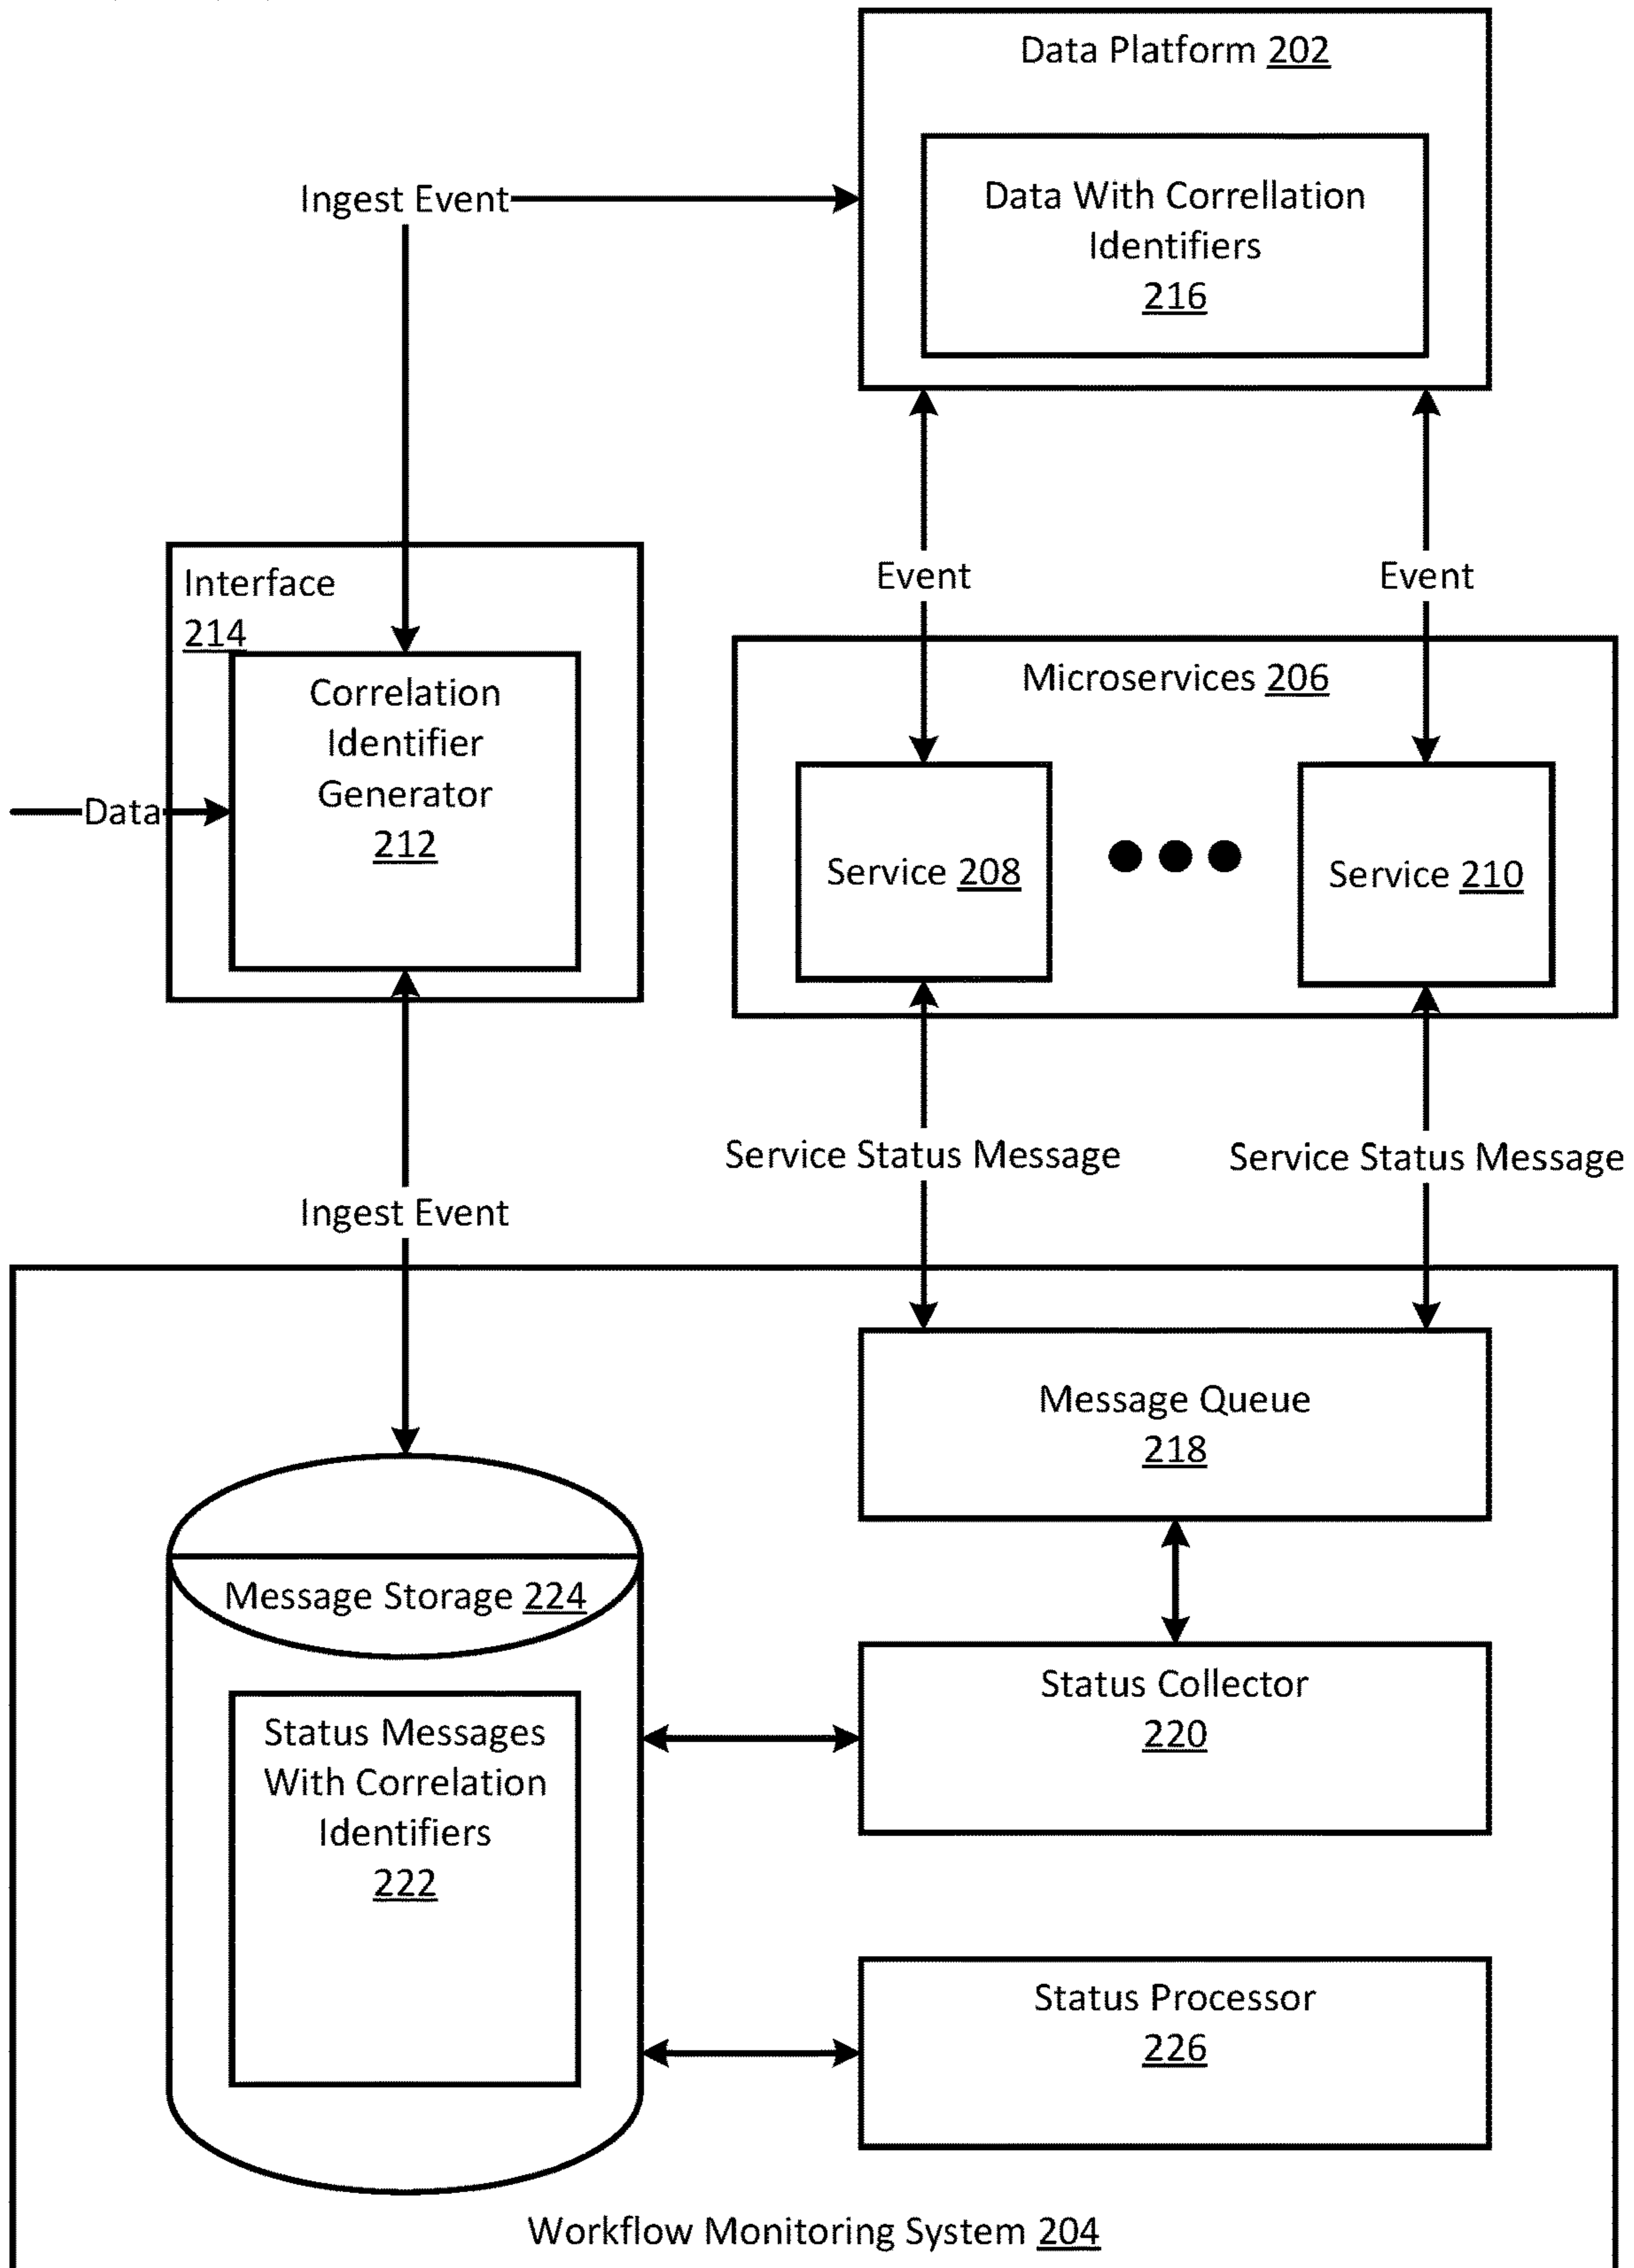 Data Platform 202
Data With Correllation
Identifiers
216
Ingest Event
Event
Event
Interface
214
Correlation
Identifier
Generator
212
Data
Microservices 206
Service 208
Service 210
Service Status Message
Service Status Message
Ingest Event
Message Queue
218
Message Storage 224
Status Messages
With Correlation
Identifiers
222
Status Collector
220
Status Processor
226
Workflow Monitoring System 204